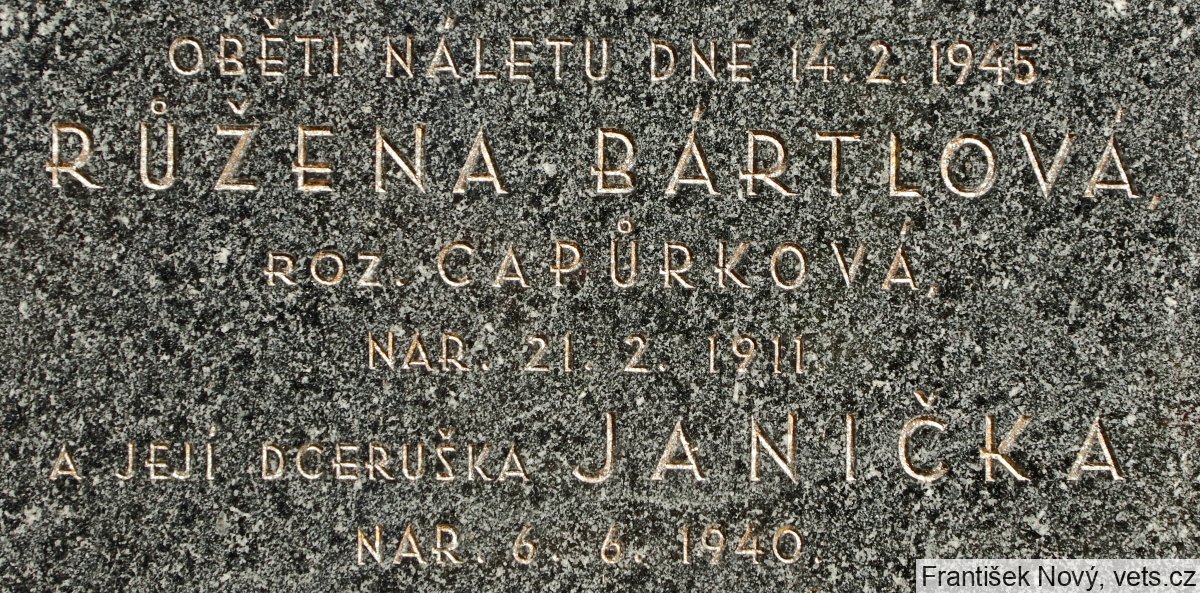 OBĚTÍ NÁLETU DNE 14. 2. 1945.
RŮŽENA BÁRTLOVÁ,
ROZ. CAPŮRKOVÁ,
NAR. 21. 2. 1911.
A JEJÍ DCERUŠKA JANIČKA
NAR. 6. 6. 1940.
František Nový, vets.cz